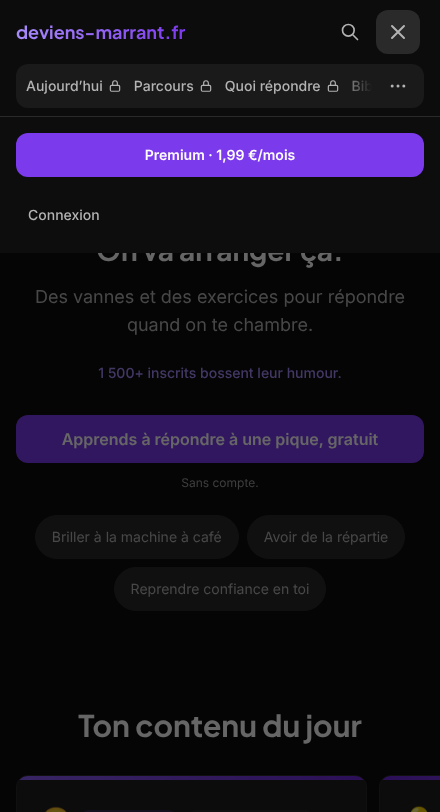 deviens-marrant.fr
Aujourd'hui Parcours Quoi répondre Bib
Premium · 1,99 €/mois
Connexion
On va arranger ça.
Des vannes et des exercices pour répondre
quand on te chambre.
1 500+ inscrits bossent leur humour.
Apprends à répondre à une pique, gratuit
Sans compte.
Briller à la machine à café Avoir de la répartie
Reprendre confiance en toi
Ton contenu du jour